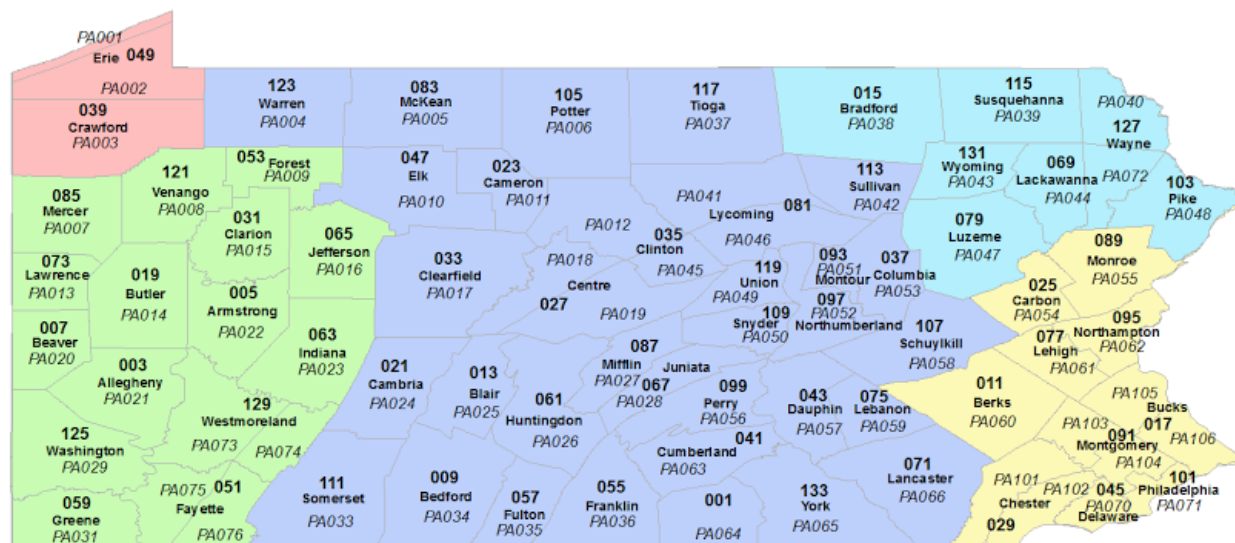 PA001
Erie 049
PA002
039
Crawford
PA003
123
Warren
PA004
083
McKean
PA005
105
Potter
PA006
117
Tioga
PA037
015
Bradford
PA038
115
Susquehanna
PA039
PA040
127
Wayne
PA072
103
Pike
PA048
085
Mercer
PA007
121
Venango
PA008
053 Forest
PA009
047
Elk
PA010
023
Cameron
PA011
113
Sullivan
PA042
131
Wyoming
PA043
069
Lackawanna
PA044
031
Clarion
PA015
065
Jefferson
PA016
033
Clearfield
PA017
PA012
035
Clinton
PA045
PA041
081
Lycoming
PA046
079
Luzerne
PA047
073
Lawrence
PA013
019
Butler
PA014
005
Armstrong
PA022
PA018
Centre
027
PA019
119
Union
PA049
093
PA051
Montour
037
Columbia
PA053
089
Monroe
PA055
025
Carbon
PA054
007
Beaver
PA020
003
Allegheny
PA021
063
Indiana
PA023
109
Snyder
PA050
097
PA052
Northumberland
107
Schuylkill
PA058
077
Lehigh
PA061
095
Northampton
PA062
021
Cambria
PA024
013
Blair
PA025
061
Huntingdon
PA026
087
Mifflin
PA027
Juniata
067
PA028
099
Perry
PA056
043
Dauphin
PA057
075
Lebanon
PA059
011
Berks
PA060
PA105
Bucks
017
PA106
125
Washington
PA029
129
Westmoreland
PA073
PA074
041
Cumberland
PA063
071
Lancaster
PA066
PA103
091
Montgomery
PA104
059
Greene
PA031
PA075
051
Fayette
PA076
111
Somerset
PA033
009
Bedford
PA034
057
Fulton
PA035
055
Franklin
PA036
001
PA064
133
York
PA065
PA101
Chester
029
PA102
045
PA070
Delaware
101
Philadelphia
PA071